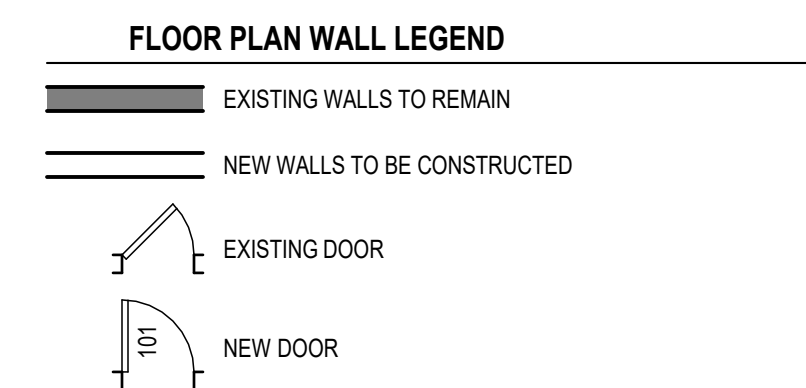 FLOOR PLAN WALL LEGEND
EXISTING WALLS TO REMAIN
NEW WALLS TO BE CONSTRUCTED
EXISTING DOOR
101
NEW DOOR